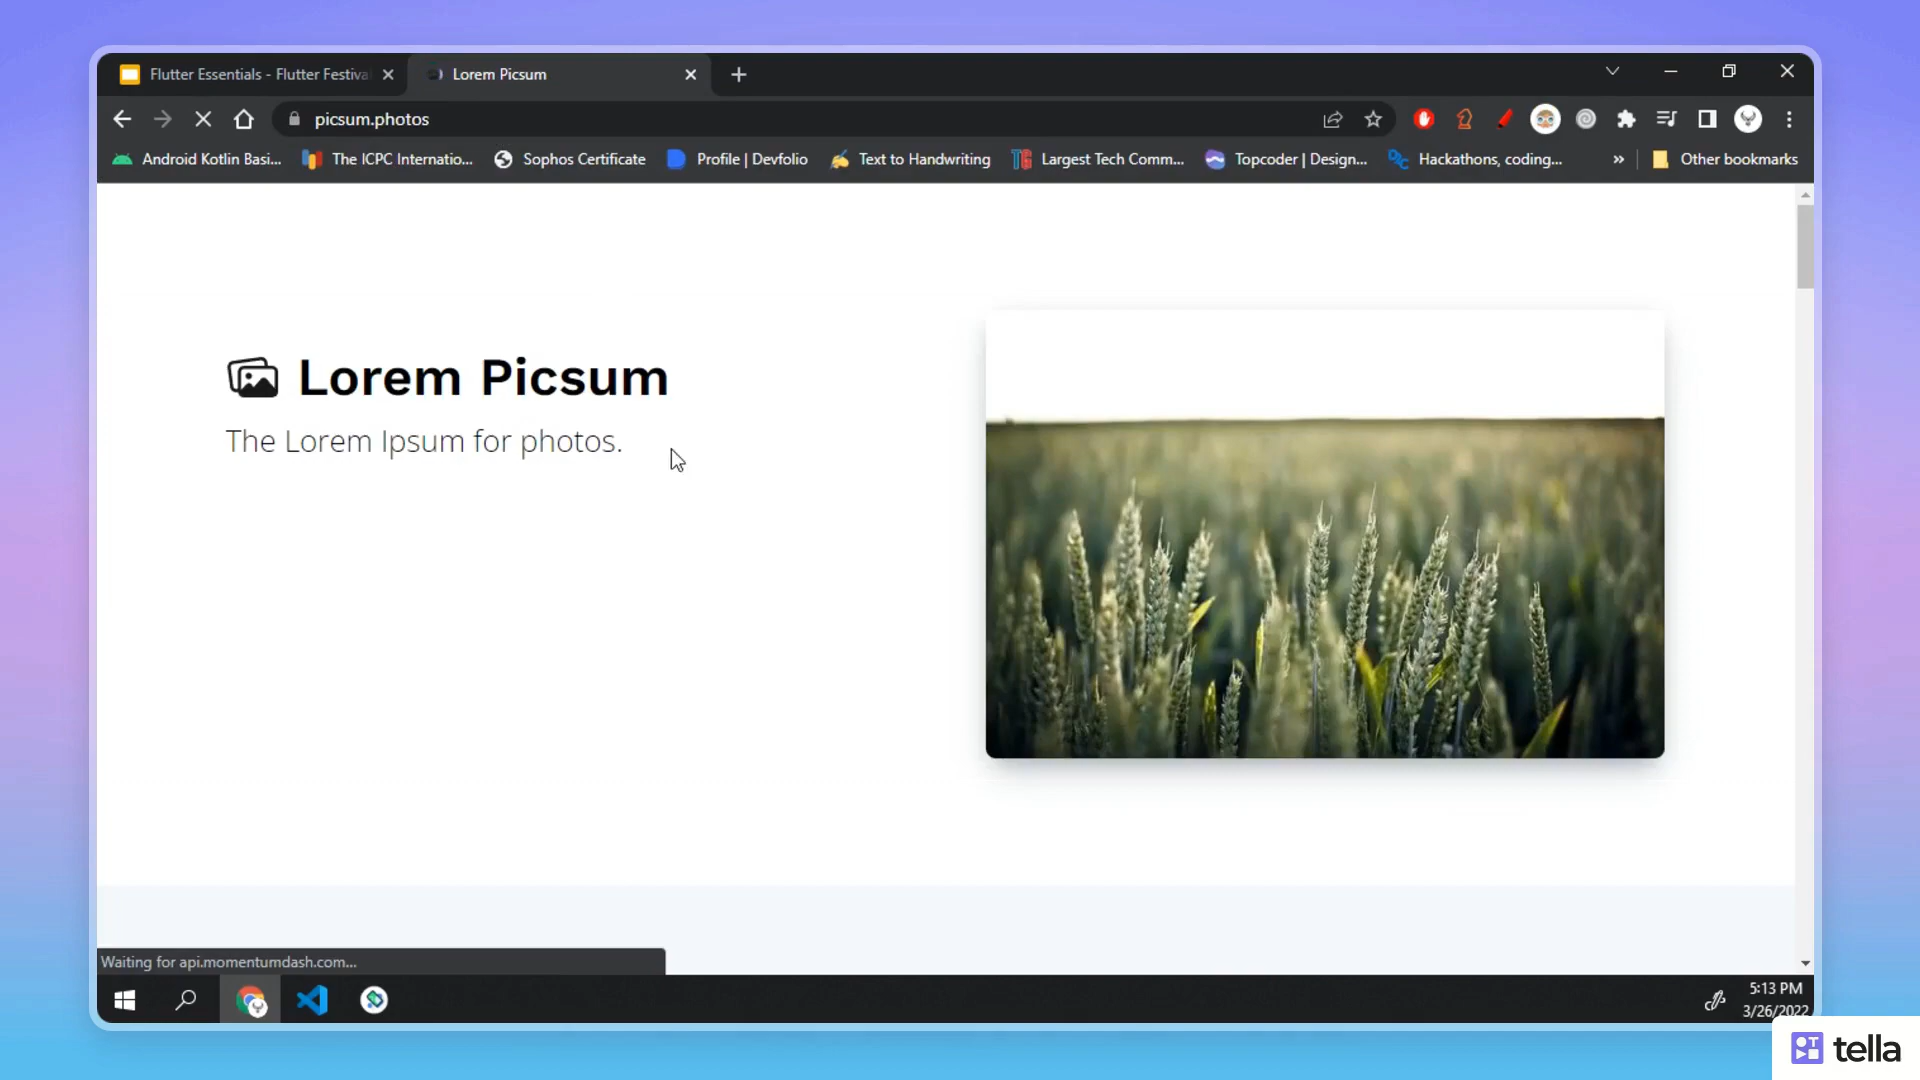 Flutter Essentials - Flutter Festiva
Lorem Picsum
picsum.photos
Android Kotlin Basi...
The ICPC Internatio...
Sophos Certificate
Profile | Devfolio
Text to Handwriting
Largest Tech Comm...
Topcoder | Design...
Hackathons, coding...
»
Other bookmarks
Lorem Picsum
The Lorem Ipsum for photos.
Waiting for api.momentumdash.com...
5:13 PM
3/26/2022
tella